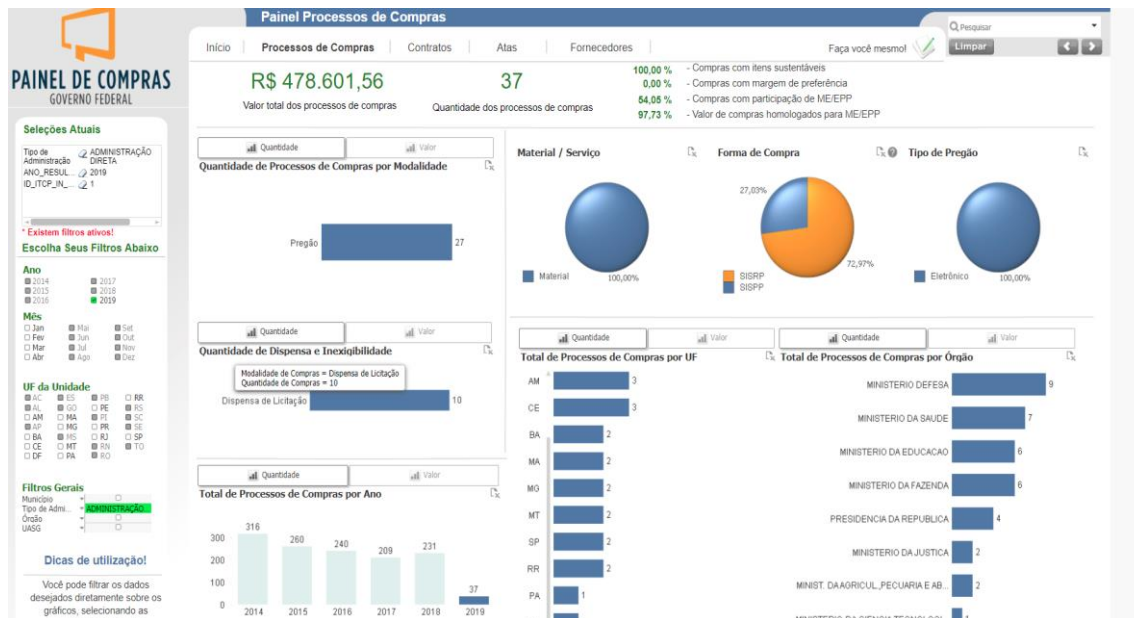 Painel Processos de Compras
Pesquisar
Início
Processos de Compras
Contratos
Atas
Fornecedores
Faça você mesmo!
Limpar
PAINEL DE COMPRAS
GOVERNO FEDERAL
R$ 478.601,56
Valor total dos processos de compras
37
Quantidade dos processos de compras
100,00 % - Compras com itens sustentáveis
0,00 % - Compras com margem de preferência
54,05 % - Compras com participação de ME/EPP
97,73 % - Valor de compras homologados para ME/EPP
Seleções Atuais
Tipo de Administração ADMINISTRAÇÃO DIRETA
ANO_RESUL... 2019
ID_ITCP_IN_... 1
* Existem filtros ativos!
Escolha Seus Filtros Abaixo
Ano
2014 2017
2015 2018
2016 2019
Mês
Jan Mai Set
Fev Jun Out
Mar Jul Nov
Abr Ago Dez
UF da Unidade
AC ES PB RR
AL GO PE RS
AM MA PI SC
AP MG PR SE
BA MS RJ SP
CE MT RN TO
DF PA RO
Filtros Gerais
Município
Tipo de Admi... ADMINISTRAÇÃO...
Órgão
UASG
Dicas de utilização!
Você pode filtrar os dados
desejados diretamente sobre os
gráficos, selecionando as
Quantidade Valor
Quantidade de Processos de Compras por Modalidade
Pregão 27
Quantidade Valor
Quantidade de Dispensa e Inexigibilidade
Modalidade de Compras = Dispensa de Licitação
Quantidade de Compras = 10
Dispensa de Licitação 10
Quantidade Valor
Total de Processos de Compras por Ano
300
200
100
0
316 260 240 209 231 37
2014 2015 2016 2017 2018 2019
Material / Serviço
Material 100,00%
Forma de Compra
27,03%
72,97%
SISRP
SISPP
Tipo de Pregão
Eletrônico 100,00%
Quantidade Valor
Total de Processos de Compras por UF
AM 3
CE 3
BA 2
MA 2
MG 2
MT 2
SP 2
RR 2
PA 1
Quantidade Valor
Total de Processos de Compras por Órgão
MINISTERIO DEFESA 9
MINISTERIO DA SAUDE 7
MINISTERIO DA EDUCACAO 6
MINISTERIO DA FAZENDA 6
PRESIDENCIA DA REPUBLICA 4
MINISTERIO DA JUSTICA 2
MINIST. DA AGRICUL.,PECUARIA E AB... 2